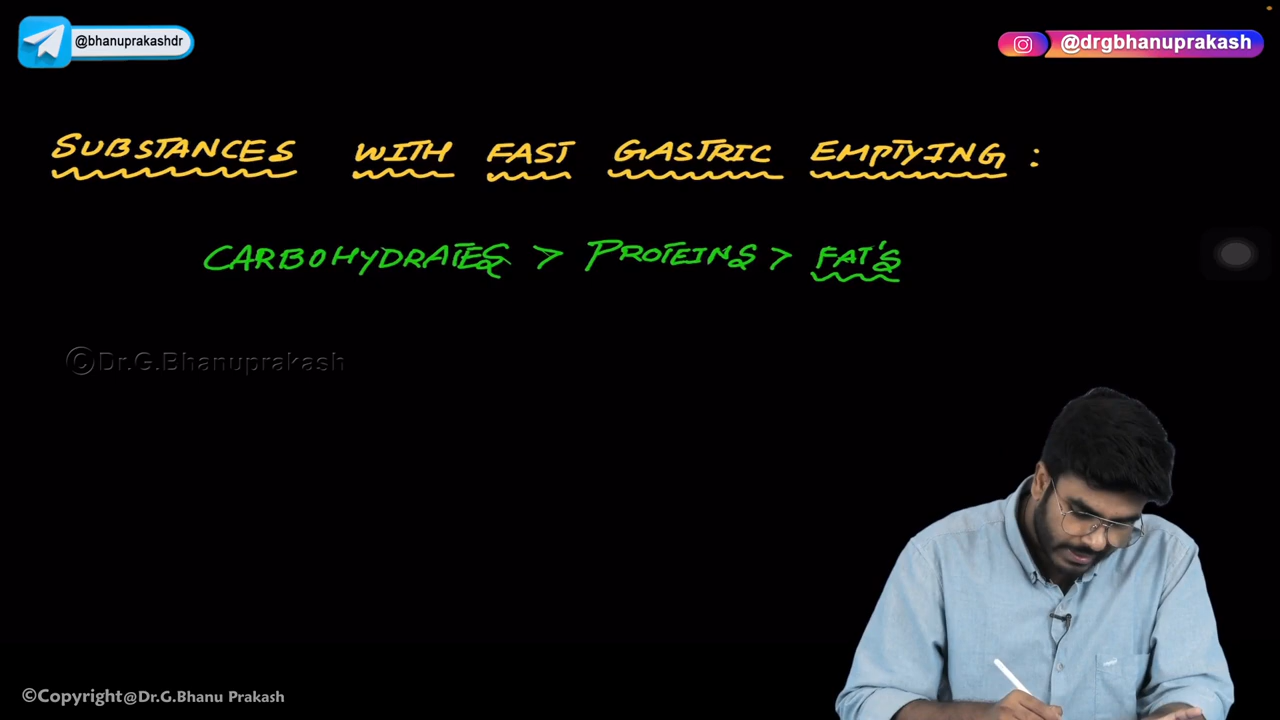 @bhanuprakashdr
@drgbhanuprakash
SUBSTANCES WITH FAST GASTRIC EMPTYING :
CARBOHYDRATES > PROTEINS > FAT'S
©Dr.G.Bhanuprakash
©Copyright@Dr.G.Bhanu Prakash